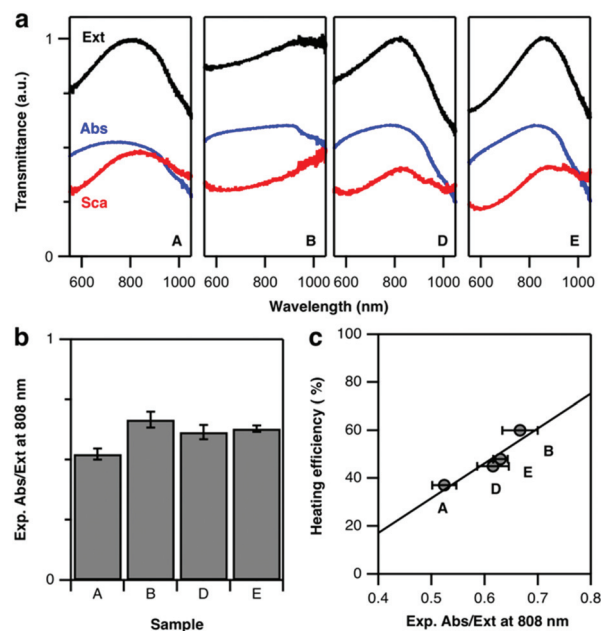 a
Transmittance (a.u.)
1
0
Ext
Abs
Sca
A
B
D
E
600 800 1000 600 800 1000 600 800 1000 600 800 1000
Wavelength (nm)
b
Exp. Abs/Ext at 808 nm
1
0
A B D E
Sample
c
Heating efficiency ( %)
100
80
60
40
20
0
B
E
D
A
0.4 0.5 0.6 0.7 0.8
Exp. Abs/Ext at 808 nm